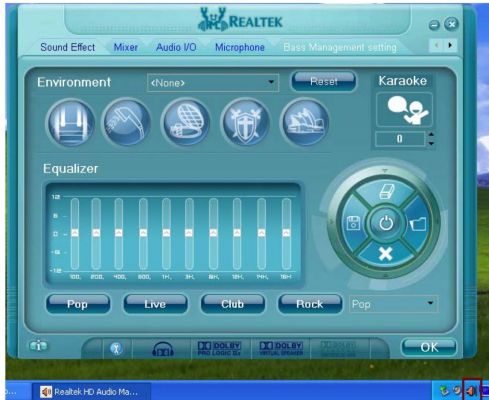 REALTEK
Sound Effect Mixer Audio I/O Microphone Bass Management setting
Environment <None> Reset Karaoke
0
Equalizer
12
6
0
-6
-12
100, 200, 400, 600, 1K, 3K, 6K, 12K, 14K, 16K
Pop Live Club Rock Pop
DOLBY PRO LOGIC IIx DOLBY VIRTUAL SPEAKER DOLBY
OK
Realtek HD Audio Ma...